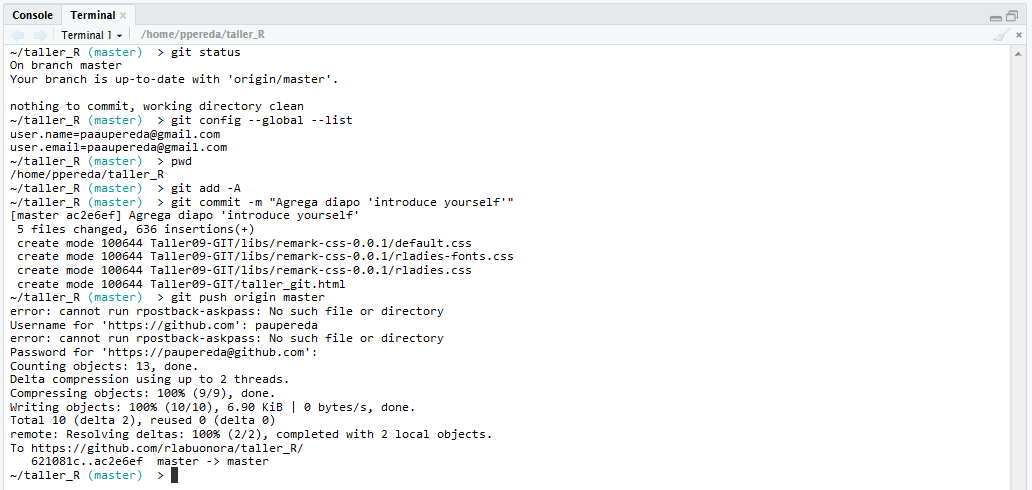 Console Terminal ×
Terminal 1 /home/ppereda/taller_R
~/taller_R (master)  > git status
On branch master
Your branch is up-to-date with 'origin/master'.

nothing to commit, working directory clean
~/taller_R (master)  > git config --global --list
user.name=paaupereda@gmail.com
user.email=paaupereda@gmail.com
~/taller_R (master)  > pwd
/home/ppereda/taller_R
~/taller_R (master)  > git add -A
~/taller_R (master)  > git commit -m "Agrega diapo 'introduce yourself'"
[master ac2e6ef] Agrega diapo 'introduce yourself'
 5 files changed, 636 insertions(+)
 create mode 100644 Taller09-GIT/libs/remark-css-0.0.1/default.css
 create mode 100644 Taller09-GIT/libs/remark-css-0.0.1/rladies-fonts.css
 create mode 100644 Taller09-GIT/libs/remark-css-0.0.1/rladies.css
 create mode 100644 Taller09-GIT/taller_git.html
~/taller_R (master)  > git push origin master
error: cannot run rpostback-askpass: No such file or directory
Username for 'https://github.com': paupereda
error: cannot run rpostback-askpass: No such file or directory
Password for 'https://paupereda@github.com':
Counting objects: 13, done.
Delta compression using up to 2 threads.
Compressing objects: 100% (9/9), done.
Writing objects: 100% (10/10), 6.90 KiB | 0 bytes/s, done.
Total 10 (delta 2), reused 0 (delta 0)
remote: Resolving deltas: 100% (2/2), completed with 2 local objects.
To https://github.com/rlabuonora/taller_R/
   621081c..ac2e6ef  master -> master
~/taller_R (master)  >